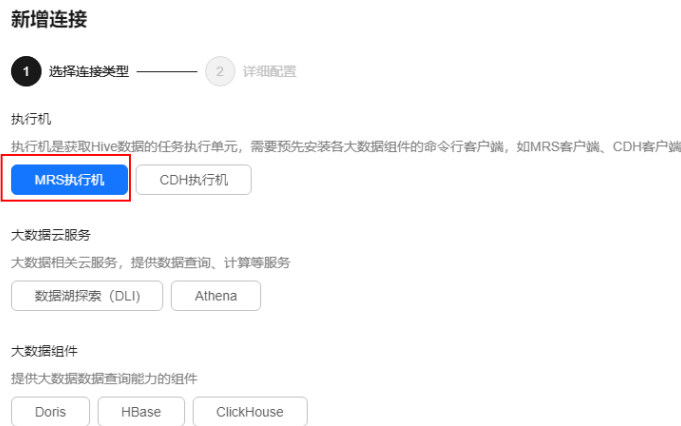 新增连接
1 选择连接类型 2 详细配置
执行机
执行机是获取Hive数据的任务执行单元，需要预先安装各大数据组件的命令行客户端，如MRS客户端、CDH客户端
MRS执行机 CDH执行机
大数据云服务
大数据相关云服务，提供数据查询、计算等服务
数据湖探索（DLI) Athena
大数据组件
提供大数据数据查询能力的组件
Doris HBase ClickHouse